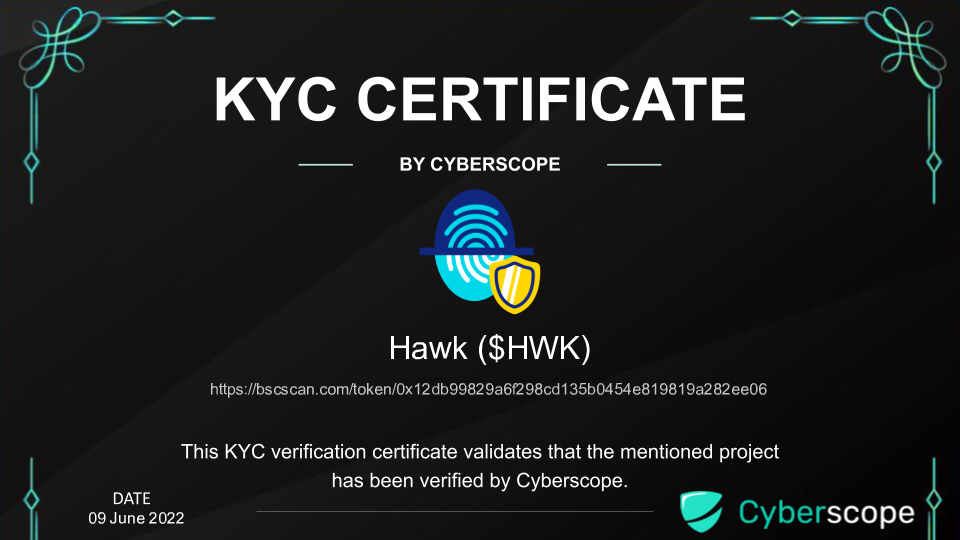 KYC CERTIFICATE
BY CYBERSCOPE
Hawk ($HWK)
https://bscscan.com/token/0x12db99829a6f298cd135b0454e819819a282ee06
This KYC verification certificate validates that the mentioned project
has been verified by Cyberscope.
DATE
09 June 2022
Cyberscope